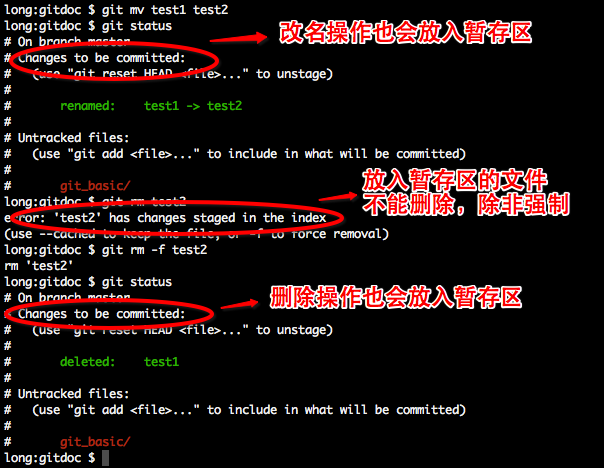 long:gitdoc $ git mv test1 test2
long:gitdoc $ git status
# On branch master
改名操作也会放入暂存区
# Changes to be committed:
#   (use "git reset HEAD <file>..." to unstage)
#
#       renamed:    test1 -> test2
#
# Untracked files:
#   (use "git add <file>..." to include in what will be committed)
#
#       git_basic/
放入暂存区的文件
不能删除，除非强制
long:gitdoc $ git rm test2
error: 'test2' has changes staged in the index
(use --cached to keep the file, or -f to force removal)
long:gitdoc $ git rm -f test2
rm 'test2'
long:gitdoc $ git status
# On branch master
删除操作也会放入暂存区
# Changes to be committed:
#   (use "git reset HEAD <file>..." to unstage)
#
#       deleted:    test1
#
# Untracked files:
#   (use "git add <file>..." to include in what will be committed)
#
#       git_basic/
long:gitdoc $